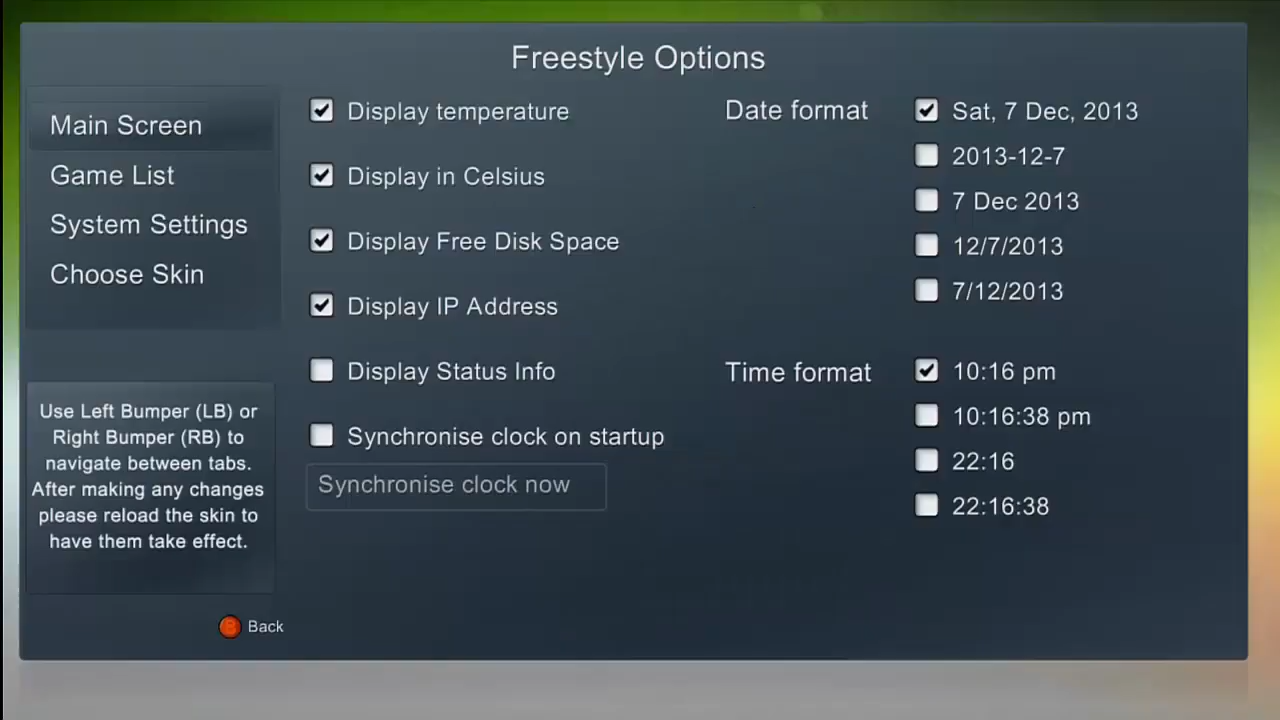 Freestyle Options
Main Screen
Game List
System Settings
Choose Skin
Use Left Bumper (LB) or
Right Bumper (RB) to
navigate between tabs.
After making any changes
please reload the skin to
have them take effect.
B Back
Display temperature
Display in Celsius
Display Free Disk Space
Display IP Address
Display Status Info
Synchronise clock on startup
Synchronise clock now
Date format
Sat, 7 Dec, 2013
2013-12-7
7 Dec 2013
12/7/2013
7/12/2013
Time format
10:16 pm
10:16:38 pm
22:16
22:16:38